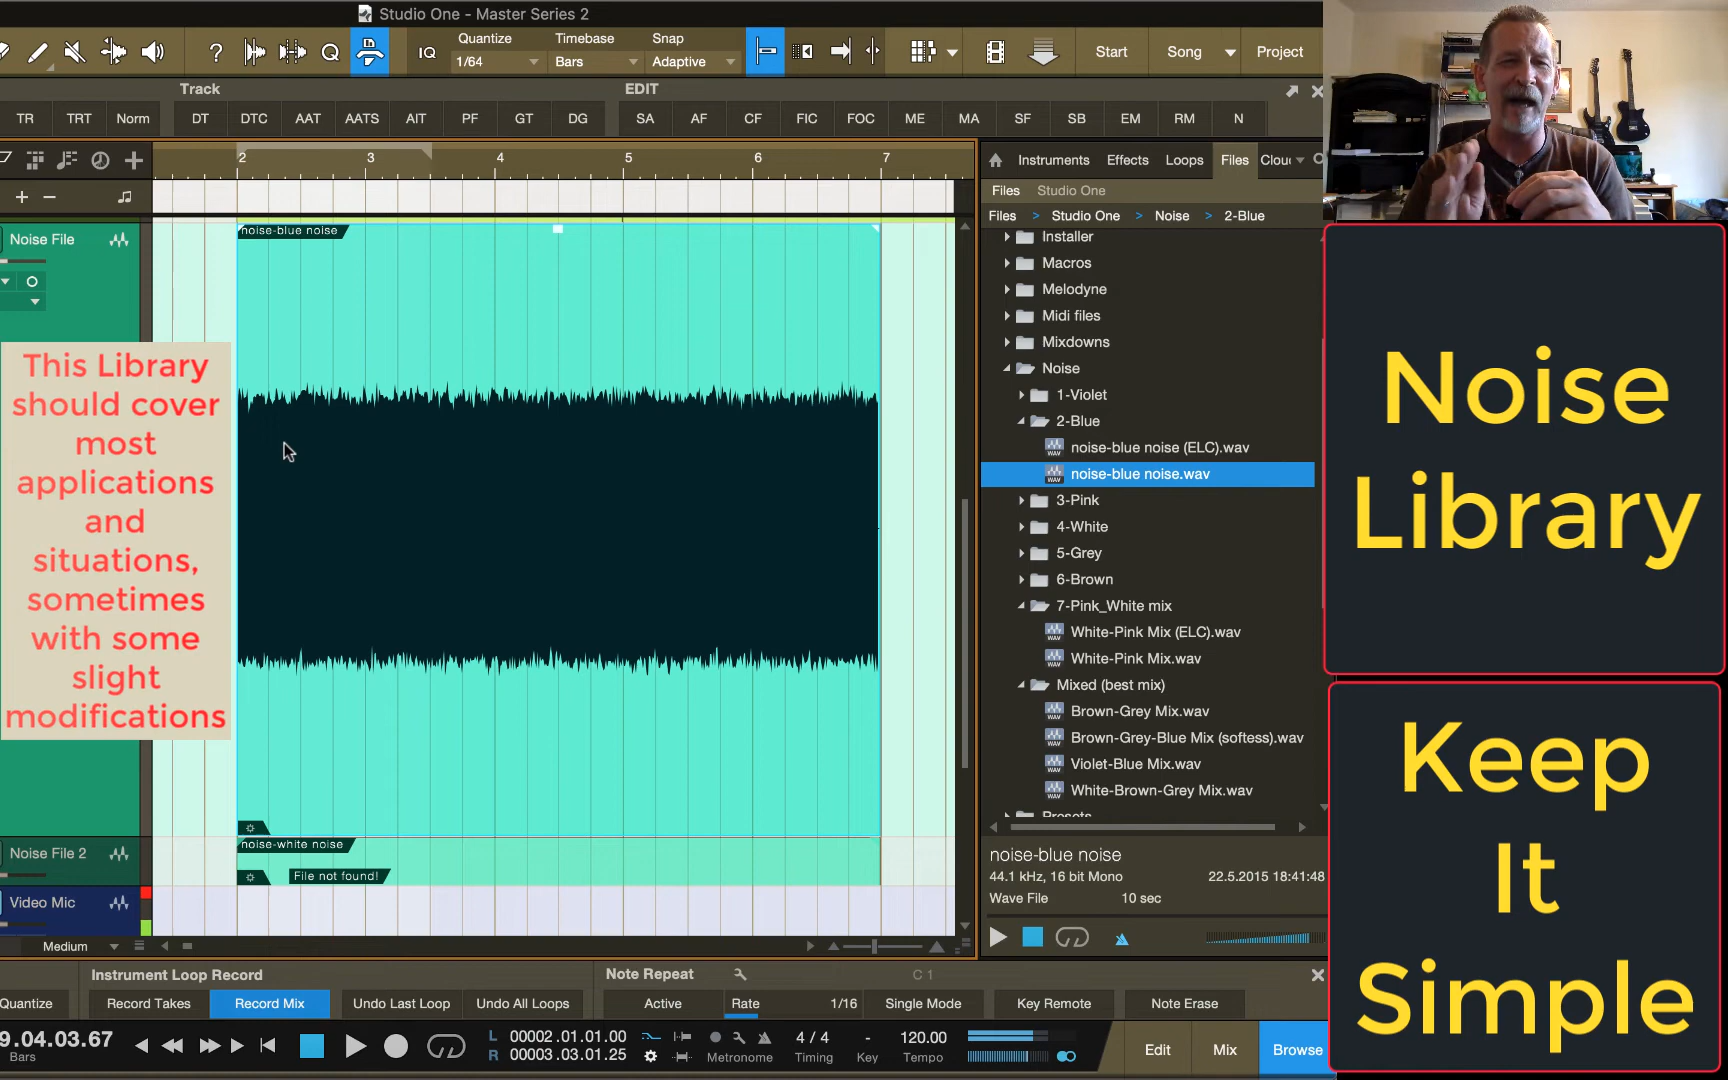 Studio One - Master Series 2
? Q IQ
Quantize
1/64
Timebase
Bars
Snap
Adaptive
Start
Song
Project
Track
EDIT
TR TRT Norm DT DTC AAT AATS AIT PF GT DG SA AF CF FIC FOC ME MA SF SB EM RM N
2 3 4 5 6 7
Instruments Effects Loops Files Clou
Files Studio One
Files > Studio One > Noise > 2-Blue
Noise File
noise-blue noise
Installer
Macros
Melodyne
Midi files
Mixdowns
Noise
1-Violet
2-Blue
noise-blue noise (ELC).wav
noise-blue noise.wav
3-Pink
4-White
5-Grey
6-Brown
7-Pink_White mix
White-Pink Mix (ELC).wav
White-Pink Mix.wav
Mixed (best mix)
Brown-Grey Mix.wav
Brown-Grey-Blue Mix (softess).wav
Violet-Blue Mix.wav
White-Brown-Grey Mix.wav
Presets
This Library
should cover
most
applications
and
situations,
sometimes
with some
slight
modifications
Noise
Library
Keep
It
Simple
Noise File 2
noise-white noise
File not found!
Video Mic
Medium
noise-blue noise
44.1 kHz, 16 bit Mono 22.5.2015 18:41:48
Wave File 10 sec
Instrument Loop Record
Note Repeat
C 1
Quantize Record Takes Record Mix Undo Last Loop Undo All Loops Active Rate 1/16 Single Mode Key Remote Note Erase
9.04.03.67
Bars
L 00002.01.01.00
R 00003.03.01.25
Metronome
4 / 4
Timing
-
Key
120.00
Tempo
Edit
Mix
Browse